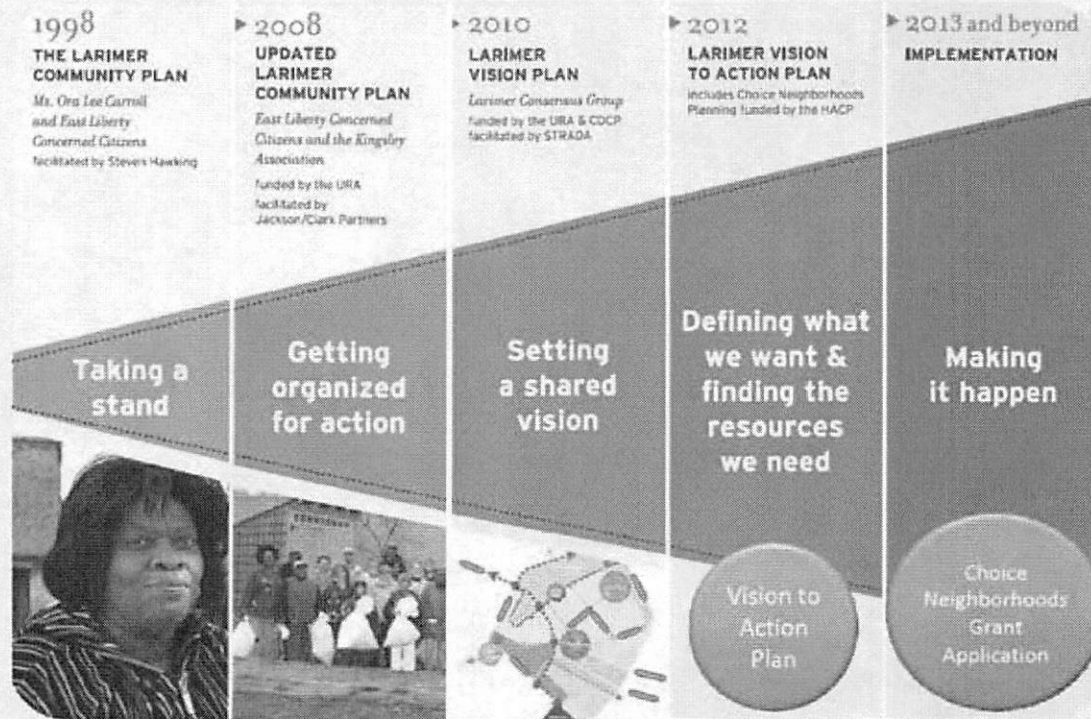 1998
THE LARIMER
COMMUNITY PLAN
Ms. Ora Lee Carroll
and East Liberty
Concerned Citizens
facilitated by Stevers Hawking
2008
UPDATED
LARIMER
COMMUNITY PLAN
East Liberty Concerned
Citizens and the Kingsley
Association
funded by the URA
facilitated by
Jackson/Clark Partners
2010
LARIMER
VISION PLAN
Larimer Consensus Group
funded by the URA & CDCP
facilitated by STRADA
2012
LARIMER VISION
TO ACTION PLAN
includes Choice Neighborhoods
Planning funded by the HACP
2013 and beyond
IMPLEMENTATION
Taking a
stand
Getting
organized
for action
Setting
a shared
vision
Defining what
we want &
finding the
resources
we need
Making
it happen
Vision to
Action
Plan
Choice
Neighborhoods
Grant
Application